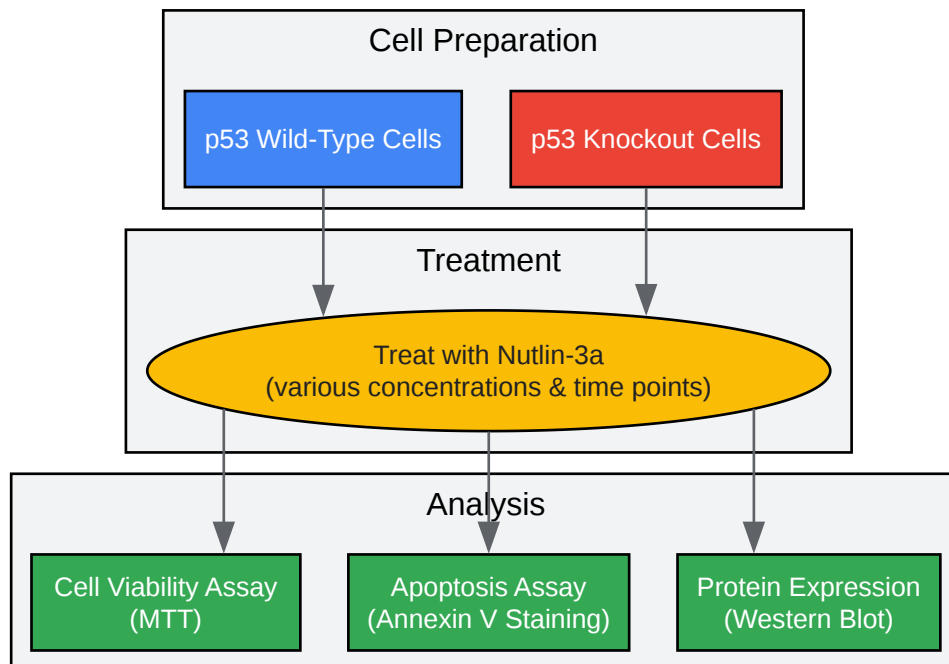 Cell Preparation
p53 Wild-Type Cells
p53 Knockout Cells
Treatment
Treat with Nutlin-3a
(various concentrations & time points)
Analysis
Cell Viability Assay
(MTT)
Apoptosis Assay
(Annexin V Staining)
Protein Expression
(Western Blot)